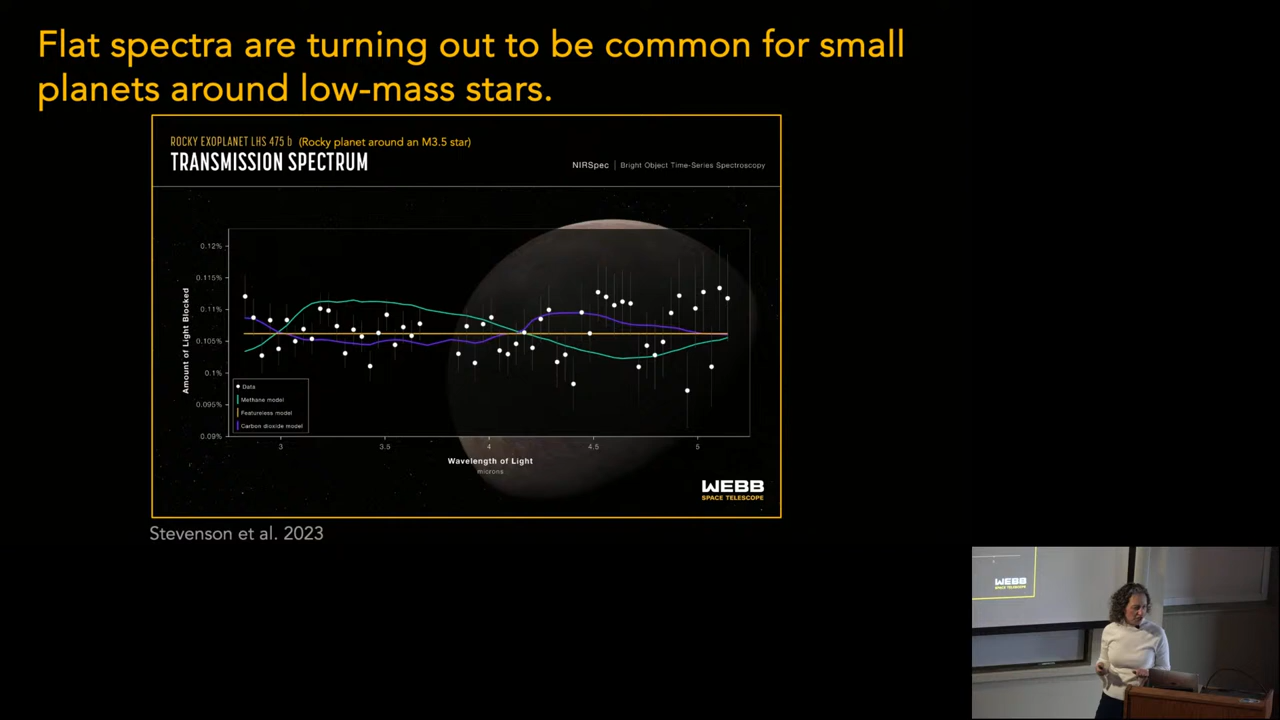 Flat spectra are turning out to be common for small
planets around low-mass stars.
ROCKY EXOPLANET LHS 475 b (Rocky planet around an M3.5 star)
TRANSMISSION SPECTRUM
NIRSpec | Bright Object Time-Series Spectroscopy
Amount of Light Blocked
0.12%
0.115%
0.11%
0.105%
0.1%
0.095%
0.09%
Data
Methane model
Featureless model
Carbon dioxide model
3 3.5 4 4.5 5
Wavelength of Light
microns
WEBB
SPACE TELESCOPE
Stevenson et al. 2023
WEBB
SPACE TELESCOPE